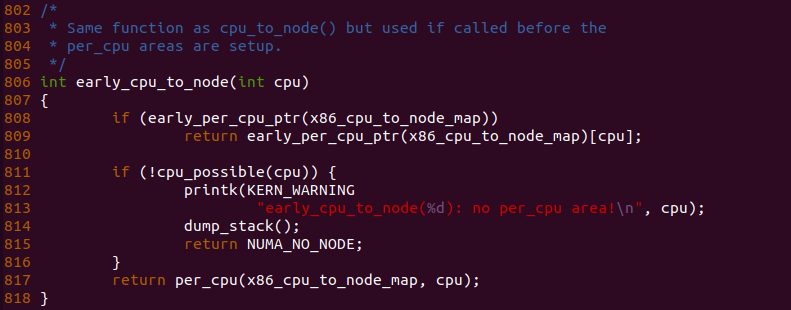 802 /*
803  * Same function as cpu_to_node() but used if called before the
804  * per_cpu areas are setup.
805  */
806 int early_cpu_to_node(int cpu)
807 {
808         if (early_per_cpu_ptr(x86_cpu_to_node_map))
809                 return early_per_cpu_ptr(x86_cpu_to_node_map)[cpu];
810
811         if (!cpu_possible(cpu)) {
812                 printk(KERN_WARNING
813                         "early_cpu_to_node(%d): no per_cpu area!\n", cpu);
814                 dump_stack();
815                 return NUMA_NO_NODE;
816         }
817         return per_cpu(x86_cpu_to_node_map, cpu);
818 }